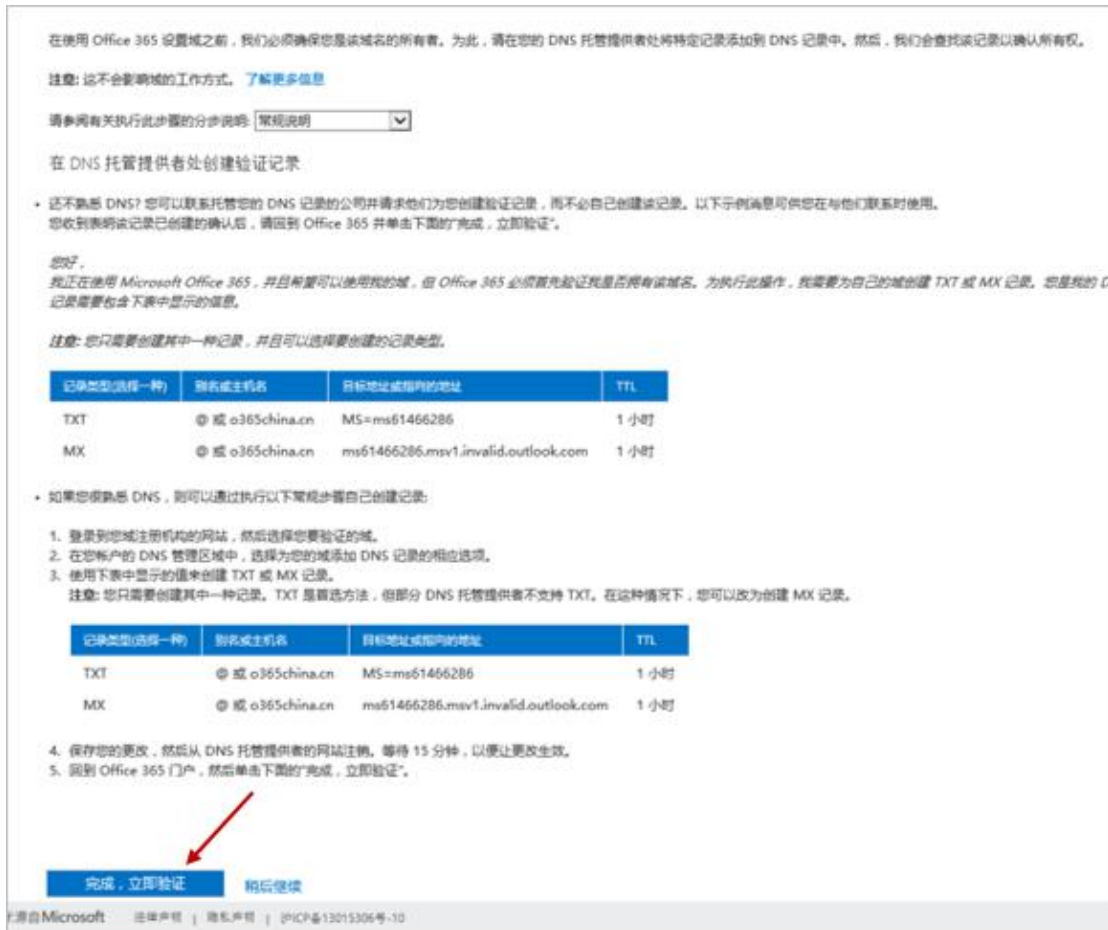 在使用 Office 365 设置域之前，我们必须确保您是该域名的所有者。为此，请在您的 DNS 托管提供者处将特定记录添加到 DNS 记录中。然后，我们会查找该记录以确认所有权。
注意: 这不会影响域的工作方式。 了解更多信息
请参阅有关执行此步骤的分步说明: 常规说明
在 DNS 托管提供者处创建验证记录
• 还不熟悉 DNS? 您可以联系托管您的 DNS 记录的公司并请求他们为您创建验证记录，而不必自己创建该记录。以下示例消息可供您在与他们联系时使用。
您收到表明该记录已创建的确认后，请回到 Office 365 并单击下面的“完成，立即验证”。
您好，
我正在使用 Microsoft Office 365，并且希望可以使用我的域，但 Office 365 必须首先验证我是否拥有该域名。为执行此操作，我需要为自己的域创建 TXT 或 MX 记录。您是我的 D
记录需要包含下表中显示的信息。
注意: 您只需要创建其中一种记录，并且可以选择要创建的记录类型。
记录类型(选择一种) 别名或主机名 目标地址或指向的地址 TTL
TXT @ 或 o365china.cn MS=ms61466286 1 小时
MX @ 或 o365china.cn ms61466286.msv1.invalid.outlook.com 1 小时
• 如果您很熟悉 DNS，则可以通过执行以下常规步骤自己创建记录:
1. 登录到您域注册机构的网站，然后选择您要验证的域。
2. 在您帐户的 DNS 管理区域中，选择为您的域添加 DNS 记录的相应选项。
3. 使用下表中显示的值来创建 TXT 或 MX 记录。
注意: 您只需要创建其中一种记录。TXT 是首选方法，但部分 DNS 托管提供者不支持 TXT。在这种情况下，您可以改为创建 MX 记录。
记录类型(选择一种) 别名或主机名 目标地址或指向的地址 TTL
TXT @ 或 o365china.cn MS=ms61466286 1 小时
MX @ 或 o365china.cn ms61466286.msv1.invalid.outlook.com 1 小时
4. 保存您的更改，然后从 DNS 托管提供者的网站注销。等待 15 分钟，以便让更改生效。
5. 回到 Office 365 门户，然后单击下面的“完成，立即验证”。
完成，立即验证 稍后继续
源自Microsoft 法律声明 | 隐私声明 | 沪ICP备13015306号-10